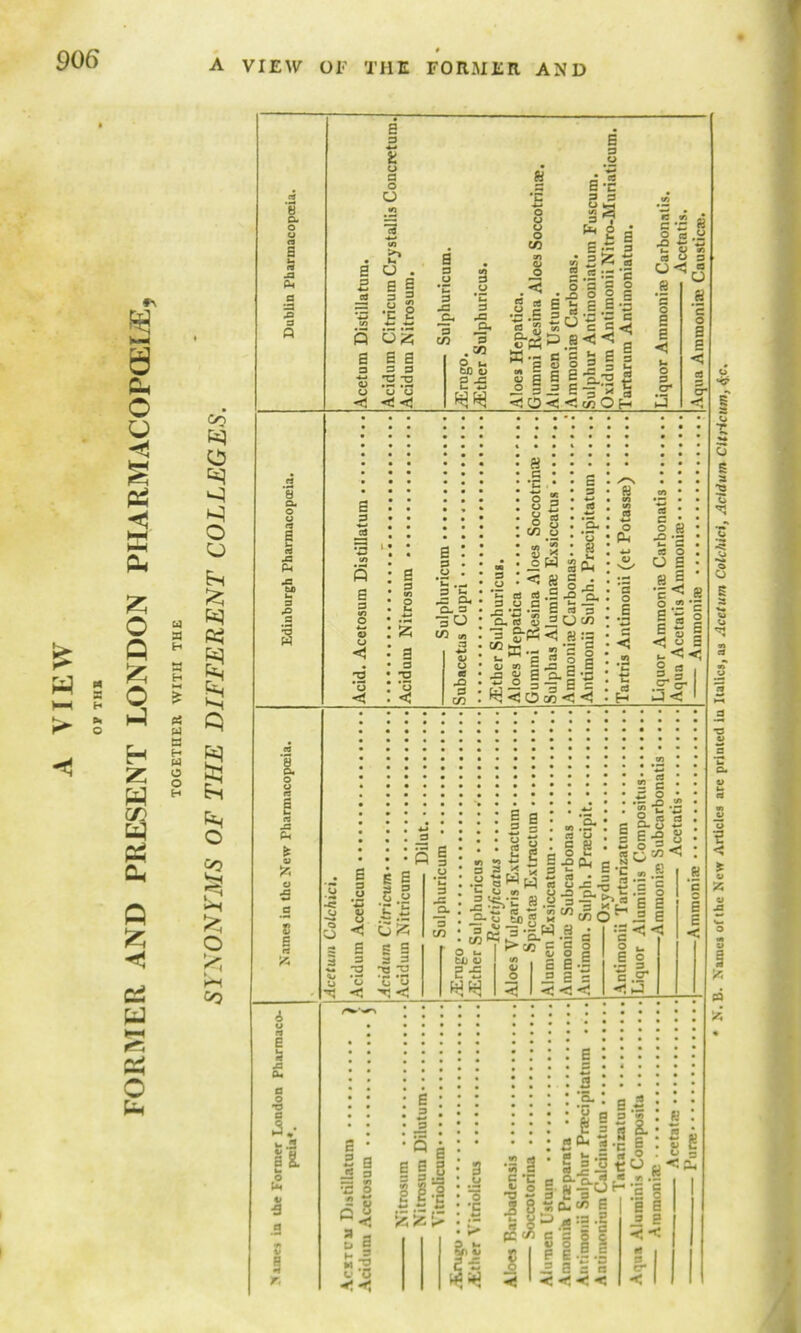 906
A VIEW OF THE FORMER AND
A VIEW
OF THE
FORMER AND PRESENT LONDON PHARMACOPŒIÆ,
TOGETHER WITH THE
SYNONYMS OF THE DIFFERENT COLLEGES.
Names in the Former London Pharmaco-
pœia*.
Acetum Distillatum
Acidum Acetosum
—— Nitrosum
—— Nitrosum Dilutum
—— Vitriolicum
Ærugo
Æther Vitriolicus
Aloes Barbadensis
—— Soccotorina
Alumen Ustum
Ammonia Præparata
Antimonii Sulphur Præcipitatum
Antimonium Calcinatum
—— Tartarizatum
Aqua Aluminis Composita
—— Ammoniæ
—— Acetatæ
—— Puræ
Names in the New Pharmacopœia.
Acetum Colchici.
Acidum Aceticum
Acidum Citricum
Acidum Nitricum
—— Dilut.
—— Sulphuricum
Ærugo
Æther Sulphuricus
—— Rectificatus
Aloes Vulgaris Extractum
—— Spicatæ Extractum
Alumen Exsiccatum
Ammoniæ Subcarbonas
Antimon. Sulph. Præcipit.
—— Oxydum
Antimonii Tartarizatum
Liquor Aluminis Compositus
—— Ammoniæ Subcarbonatis
—— Acetatis
—— Ammoniæ
Edinburgh Pharmacopœia.
Acid. Acetosum Distillatum
Acidum Nitrosum
—— Sulphuricum
Subacetas Cupri
Æther Sulphuricus.
Aloes Hepatica
Gummi Resina Aloes Soccotrinæ
Sulphas Aluminæ Exsiccatus
Ammoniæ Carbonas
Antimonii Sulph. Præcipitatum
Tartris Antimonii (et Potassæ)
Liquor Ammoniæ Carbonatis
Aqua Acetatis Ammoniæ
—— Ammoniæ
Dublin Pharmacopœia.
Acetum Distillatum.
Acidum Citricum Crystallis Concretum.
Acidum Nitrosum.
—— Sulphuricum.
Ærugo.
Æther Sulphuricus.
Aloes Hepatica.
Gummi Resina Aloes Soccotrinæ.
Alumen Ustum.
Ammoniæ Carbonas.
Sulphur Antimoniatum Fuscum.
Oxidum Antimonii Nitro-Muriaticum.
Tartarum Antimoniatum.
Liquor Ammoniæ Carbonatis.
—— Acetatis.
Aqua Ammoniæ Causticæ.
* N. B. Names of the New Articles are printed in Italics, as Acetum Colchici, Acidum Citricum, &c.